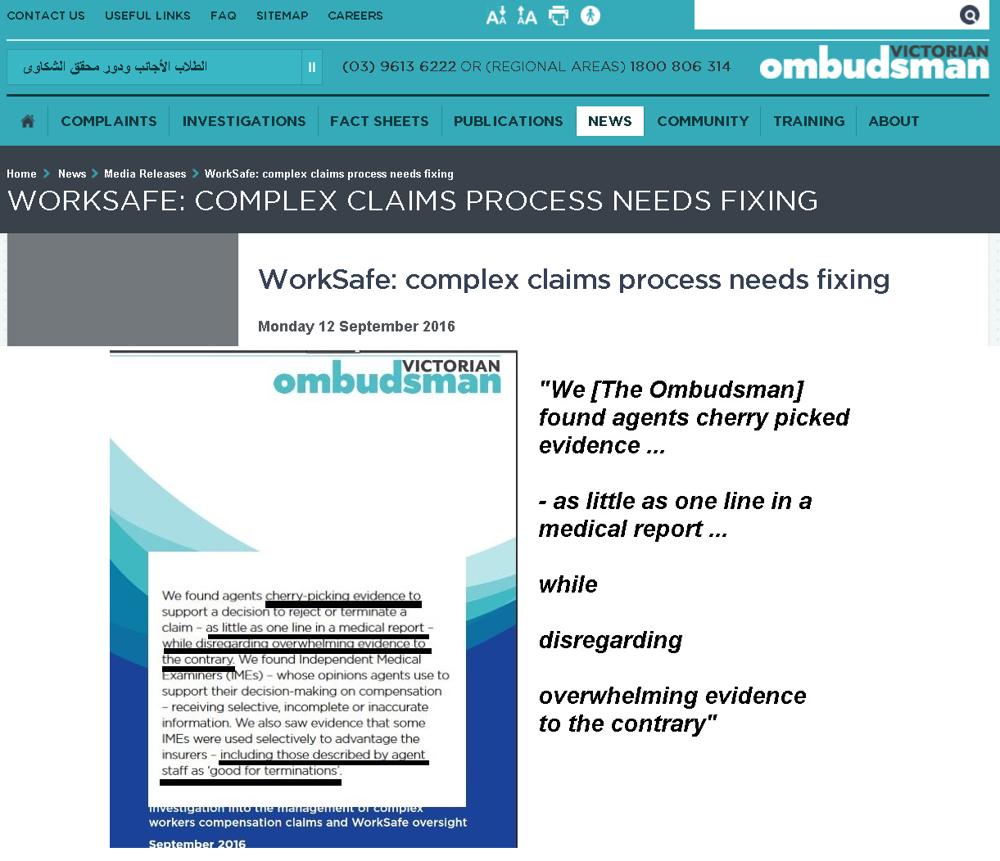 CONTACT US USEFUL LINKS FAQ SITEMAP CAREERS
A AA A AA
الطلاب الأجانب ودور محقق الشكاوى
(03) 9613 6222 OR (REGIONAL AREAS) 1800 806 314
VICTORIAN
ombudsman
COMPLAINTS INVESTIGATIONS FACT SHEETS PUBLICATIONS NEWS COMMUNITY TRAINING ABOUT
Home News Media Releases WorkSafe: complex claims process needs fixing
WORKSAFE: COMPLEX CLAIMS PROCESS NEEDS FIXING
WorkSafe: complex claims process needs fixing
Monday 12 September 2016
VICTORIAN
ombudsman
We found agents cherry-picking evidence to
support a decision to reject or terminate a
claim – as little as one line in a medical report –
while disregarding overwhelming evidence to
the contrary. We found Independent Medical
Examiners (IMEs) – whose opinions agents use to
support their decision-making on compensation
– receiving selective, incomplete or inaccurate
information. We also saw evidence that some
IMEs were used selectively to advantage the
insurers – including those described by agent
staff as ‘good for terminations’.
Investigation into the management of complex
workers compensation claims and WorkSafe oversight
September 2016
"We [The Ombudsman]
found agents cherry picked
evidence ...
- as little as one line in a
medical report ...
while
disregarding
overwhelming evidence
to the contrary"